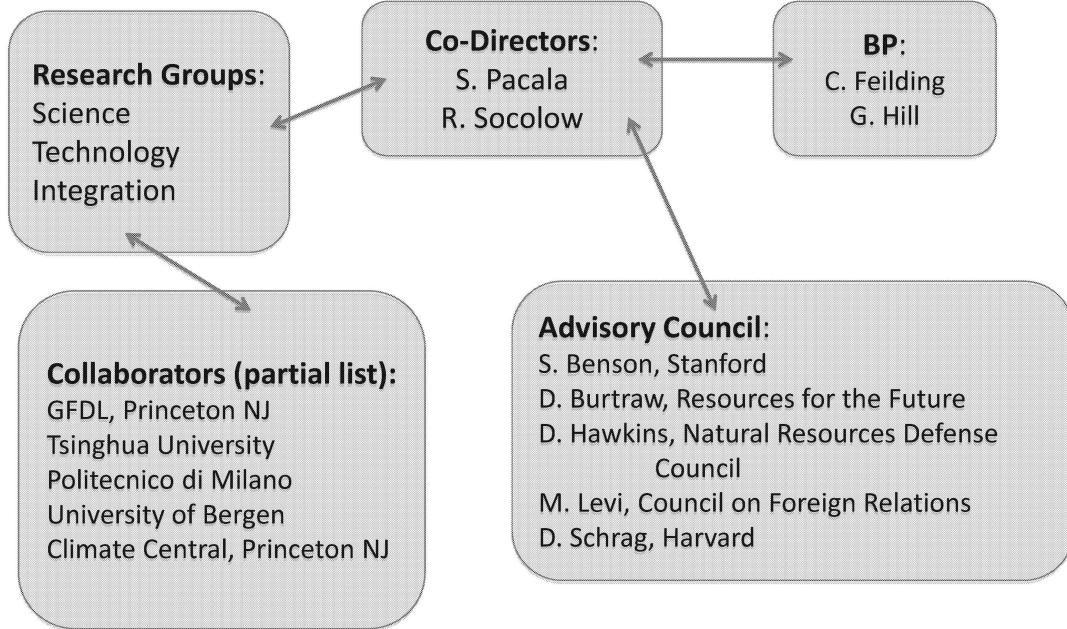 Research Groups:
Science
Technology
Integration
Co-Directors:
S. Pacala
R. Socolow
BP:
C. Feilding
G. Hill
Collaborators (partial list):
GFDL, Princeton NJ
Tsinghua University
Politecnico di Milano
University of Bergen
Climate Central, Princeton NJ
Advisory Council:
S. Benson, Stanford
D. Burtraw, Resources for the Future
D. Hawkins, Natural Resources Defense
Council
M. Levi, Council on Foreign Relations
D. Schrag, Harvard